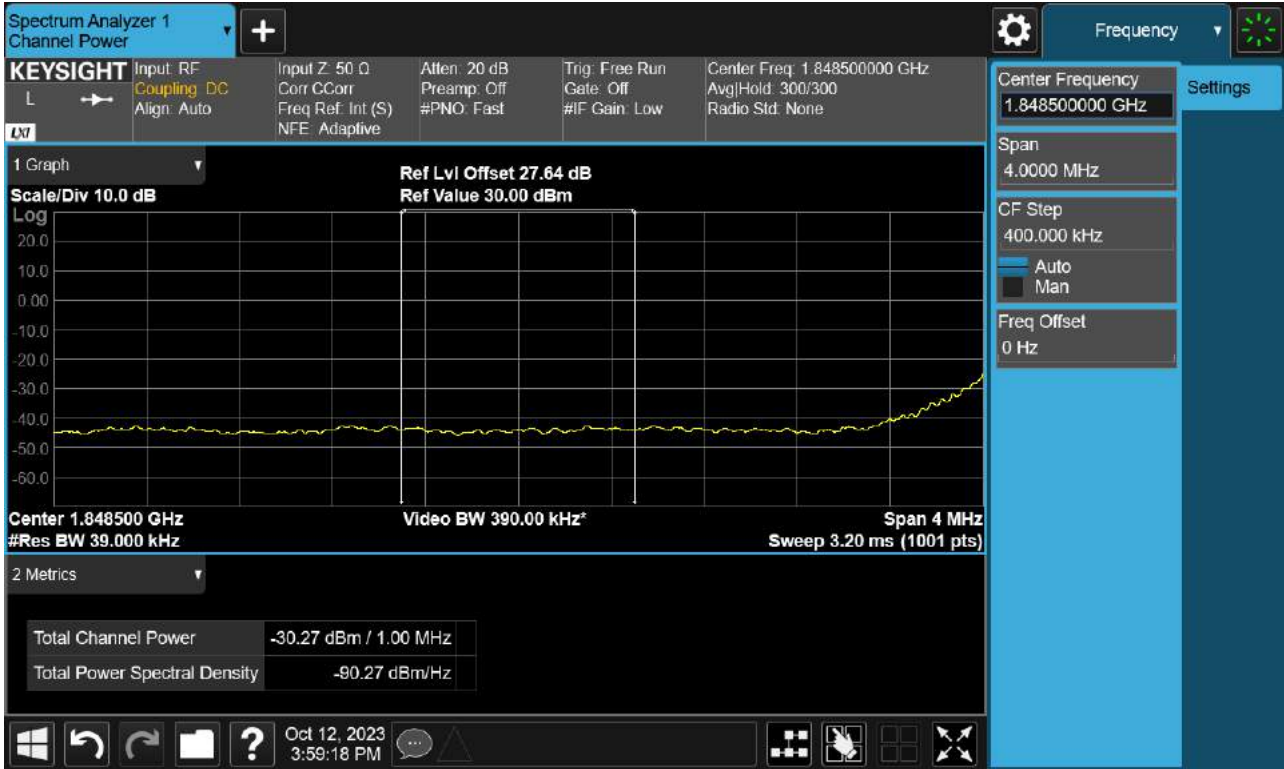 Spectrum Analyzer 1
Channel Power
Frequency
KEYSIGHT
L
LXI
Input: RF
Coupling: DC
Align: Auto
Input Z: 50 Ω
Corr CCorr
Freq Ref: Int (S)
NFE: Adaptive
Atten: 20 dB
Preamp: Off
#PNO: Fast
Trig: Free Run
Gate: Off
#IF Gain: Low
Center Freq: 1.848500000 GHz
Avg|Hold: 300/300
Radio Std: None
Center Frequency
1.848500000 GHz
Settings
Span
4.0000 MHz
CF Step
400.000 kHz
Auto
Man
Freq Offset
0 Hz
1 Graph
Scale/Div 10.0 dB
Ref Lvl Offset 27.64 dB
Ref Value 30.00 dBm
Log
20.0
10.0
0.00
-10.0
-20.0
-30.0
-40.0
-50.0
-60.0
Center 1.848500 GHz
#Res BW 39.000 kHz
Video BW 390.00 kHz*
Span 4 MHz
Sweep 3.20 ms (1001 pts)
2 Metrics
Total Channel Power -30.27 dBm / 1.00 MHz
Total Power Spectral Density -90.27 dBm/Hz
?
Oct 12, 2023
3:59:18 PM